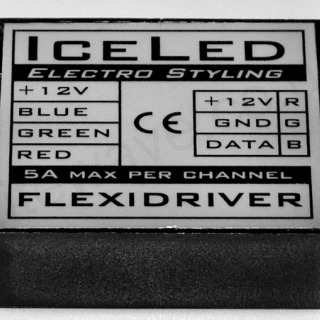 ICELED
ELECTRO STYLING
+12V
BLUE
GREEN
RED
CE
+12V R
GND G
DATA B
5A MAX PER CHANNEL
FLEXIDRIVER